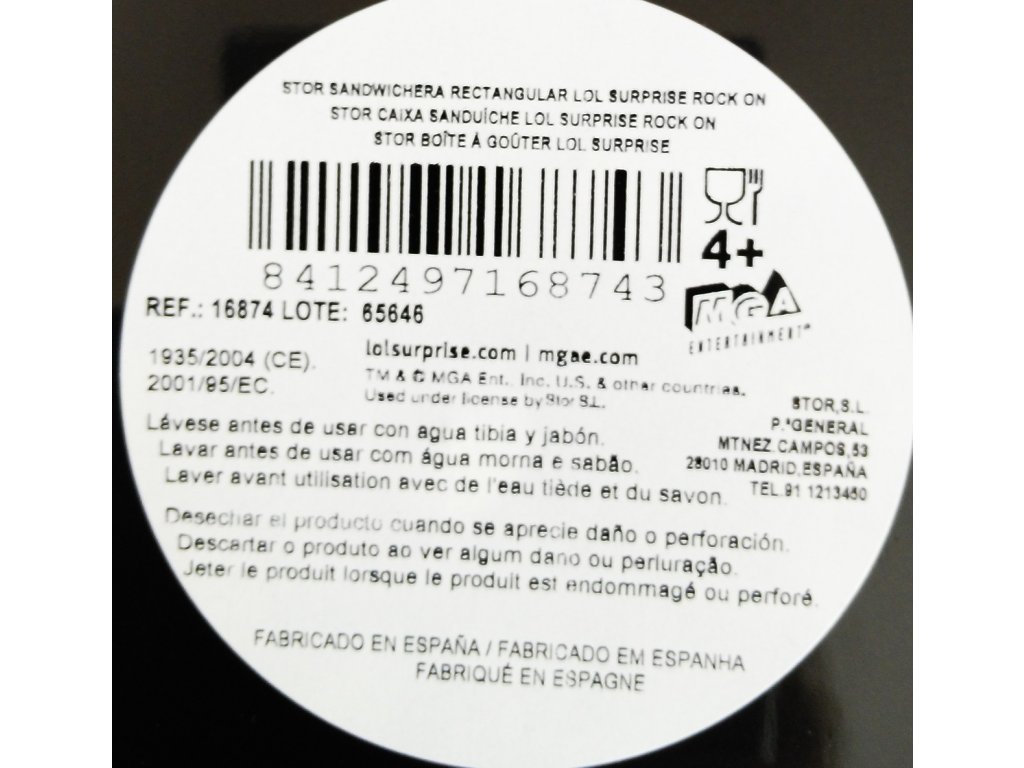 STOR SANDWICHERA RECTANGULAR LOL SURPRISE ROCK ON
STOR CAIXA SANDUÍCHE LOL SURPRISE ROCK ON
STOR BOÎTE À GOÛTER LOL SURPRISE
8412497168743
4+
MGA
ENTERTAINMENT
REF.: 16874 LOTE: 65646
1935/2004 (CE).
2001/95/EC.
lolsurprise.com | mgae.com
TM & © MGA Ent., Inc. U.S. & other countries.
Used under license by Stor S.L.
STOR,S.L.
P.ªGENERAL
MTNEZ.CAMPOS,53
28010 MADRID,ESPAÑA
TEL.91 1213450
Lávese antes de usar con agua tibia y jabón.
Lavar antes de usar com água morna e sabão.
Laver avant utilisation avec de l'eau tiède et du savon.
Desechar el producto cuando se aprecie daño o perforación.
Descartar o produto ao ver algum dano ou perfuração.
Jeter le produit lorsque le produit est endommagé ou perforé.
FABRICADO EN ESPAÑA / FABRICADO EM ESPANHA
FABRIQUÉ EN ESPAGNE